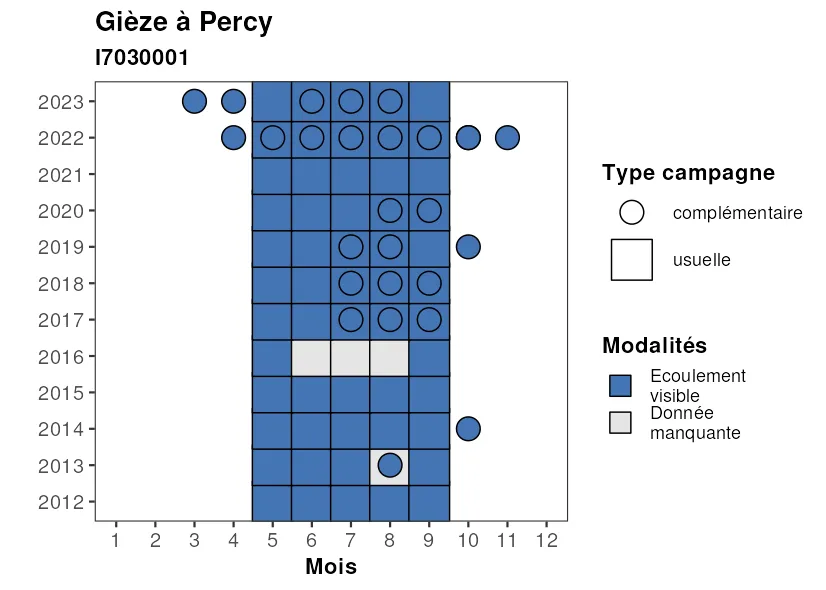 Gièze à Percy
I7030001
2023
2022
2021
2020
2019
2018
2017
2016
2015
2014
2013
2012
1 2 3 4 5 6 7 8 9 10 11 12
Mois
Type campagne
complémentaire
usuelle
Modalités
Ecoulement
visible
Donnée
manquante